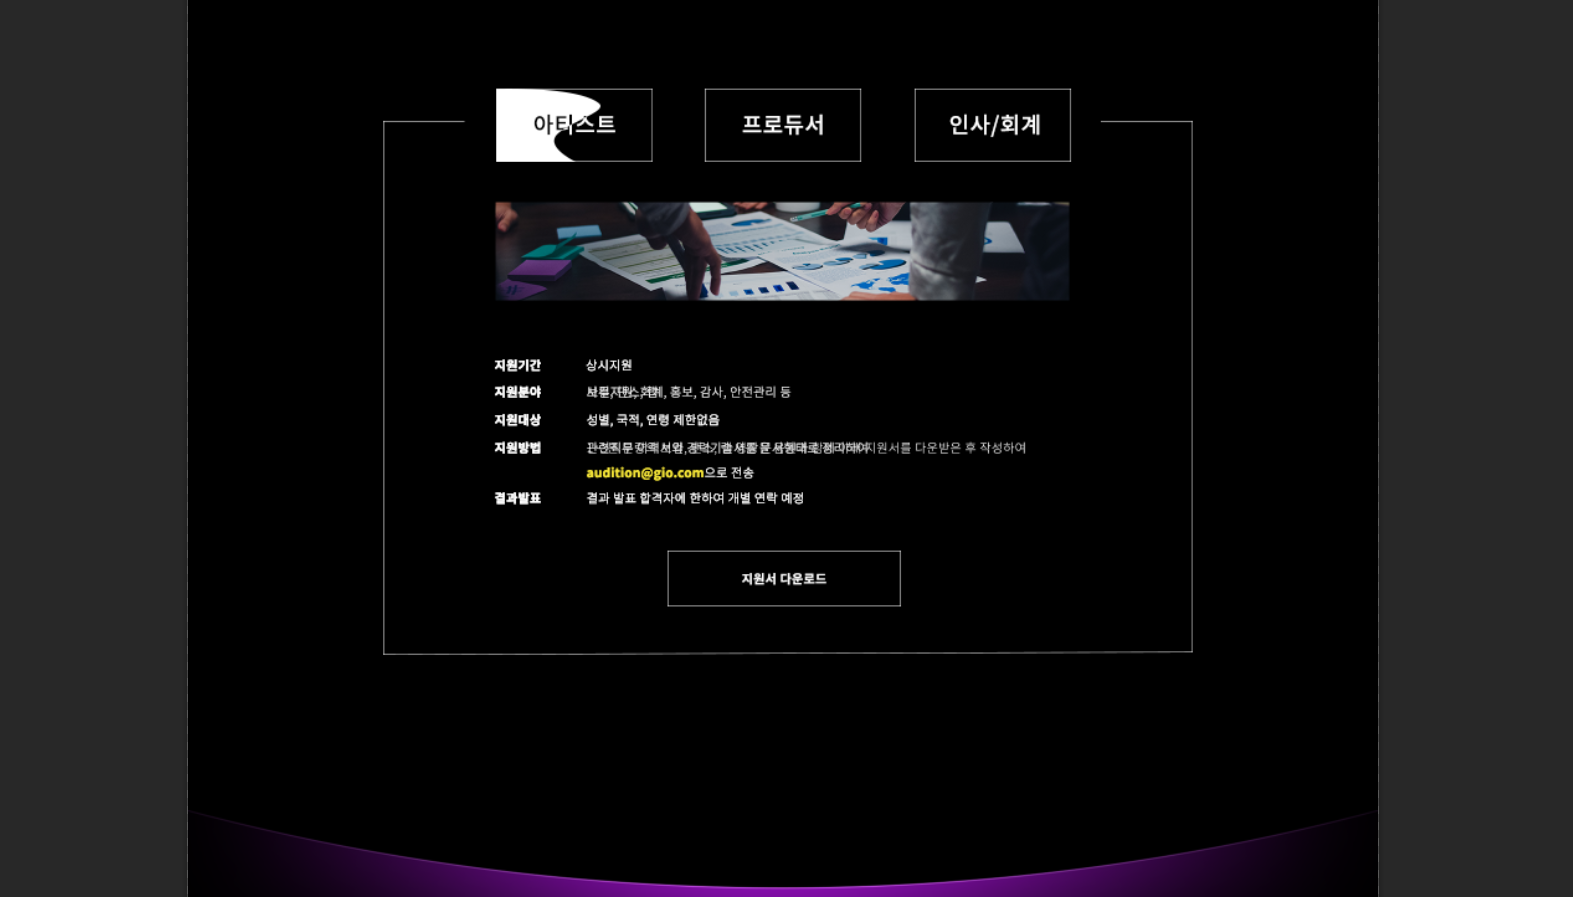 아티스트
프로듀서
인사/회계
지원기간 상시지원
지원분야 홍보, 감사, 안전관리 등
지원대상 성별, 국적, 연령 제한없음
지원방법 지원서를 다운받은 후 작성하여
audition@gio.com으로 전송
결과발표 결과 발표 합격자에 한하여 개별 연락 예정
지원서 다운로드